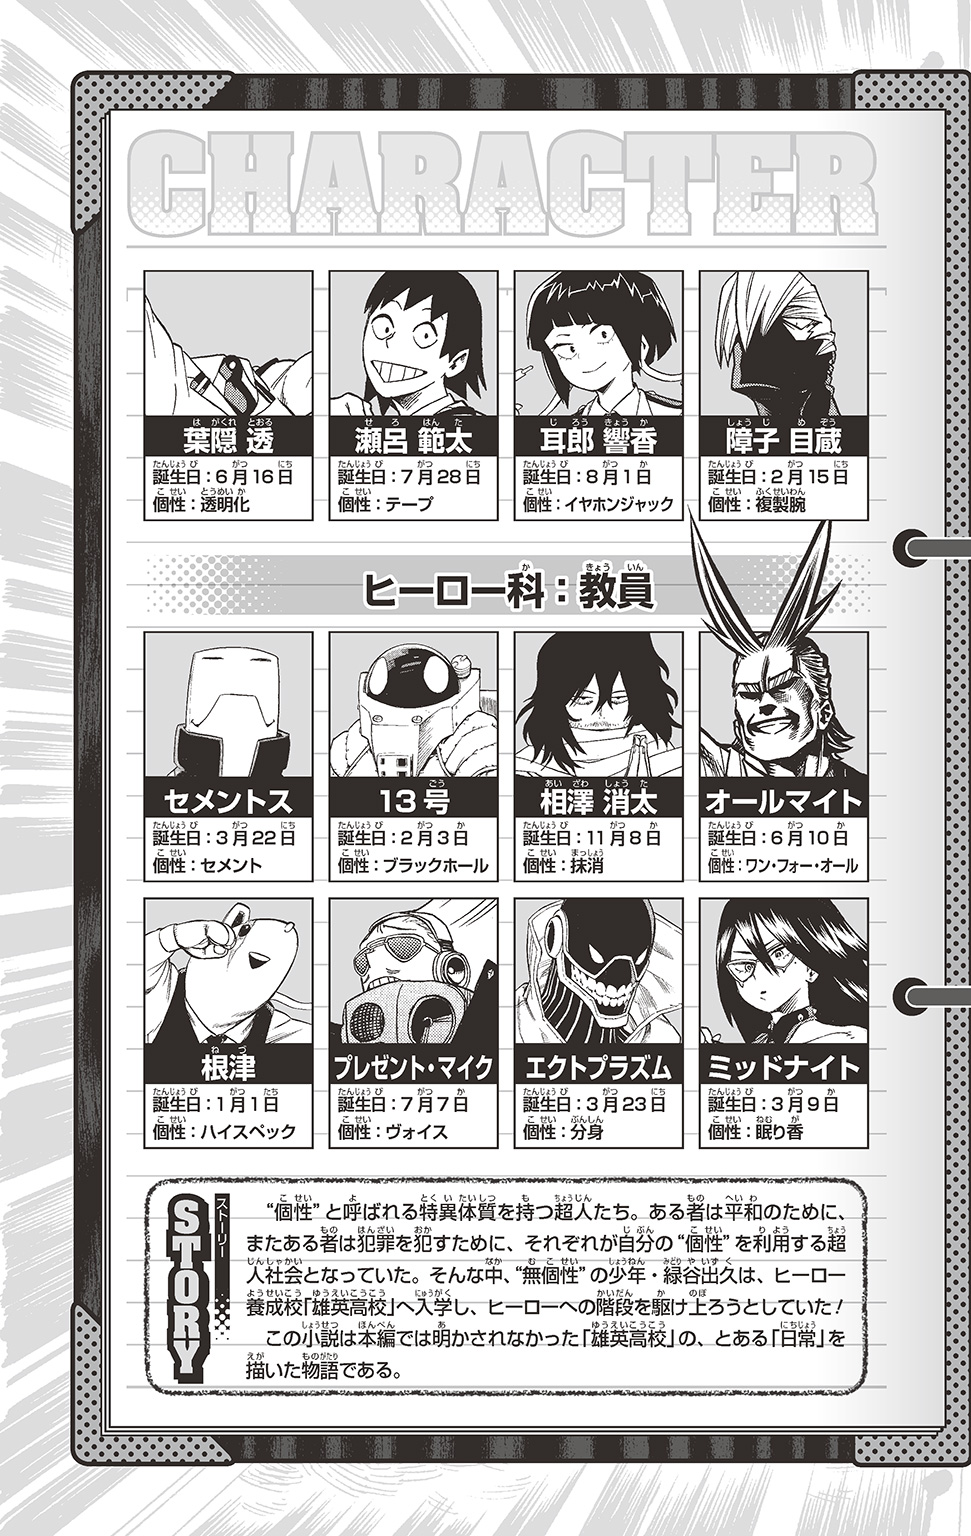 CHARACTER
葉隠 透
誕生日：6月16日
個性：透明化
瀬呂 範太
誕生日：7月28日
個性：テープ
耳郎 響香
誕生日：8月1日
個性：イヤホンジャック
障子 目蔵
誕生日：2月15日
個性：複製腕
ヒーロー科：教員
セメントス
誕生日：3月22日
個性：セメント
13号
誕生日：2月3日
個性：ブラックホール
相澤 消太
誕生日：11月8日
個性：抹消
オールマイト
誕生日：6月10日
個性：ワン・フォー・オール
根津
誕生日：1月1日
個性：ハイスペック
プレゼント・マイク
誕生日：7月7日
個性：ヴォイス
エクトプラズム
誕生日：3月23日
個性：分身
ミッドナイト
誕生日：3月9日
個性：眠り香
STORY
ストーリー
“個性”と呼ばれる特異体質を持つ超人たち。ある者は平和のために、
またある者は犯罪を犯すために、それぞれが自分の“個性”を利用する超
人社会となっていた。そんな中、“無個性”の少年・緑谷出久は、ヒーロー
養成校「雄英高校」へ入学し、ヒーローへの階段を駆け上ろうとしていた！
この小説は本編では明かされなかった「雄英高校」の、とある「日常」を
描いた物語である。